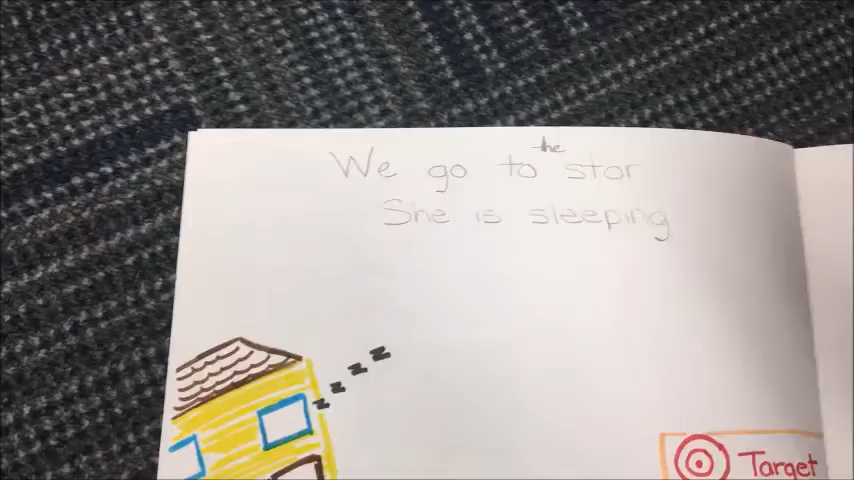 We go to the stor
She is sleeping
z z z z
Target